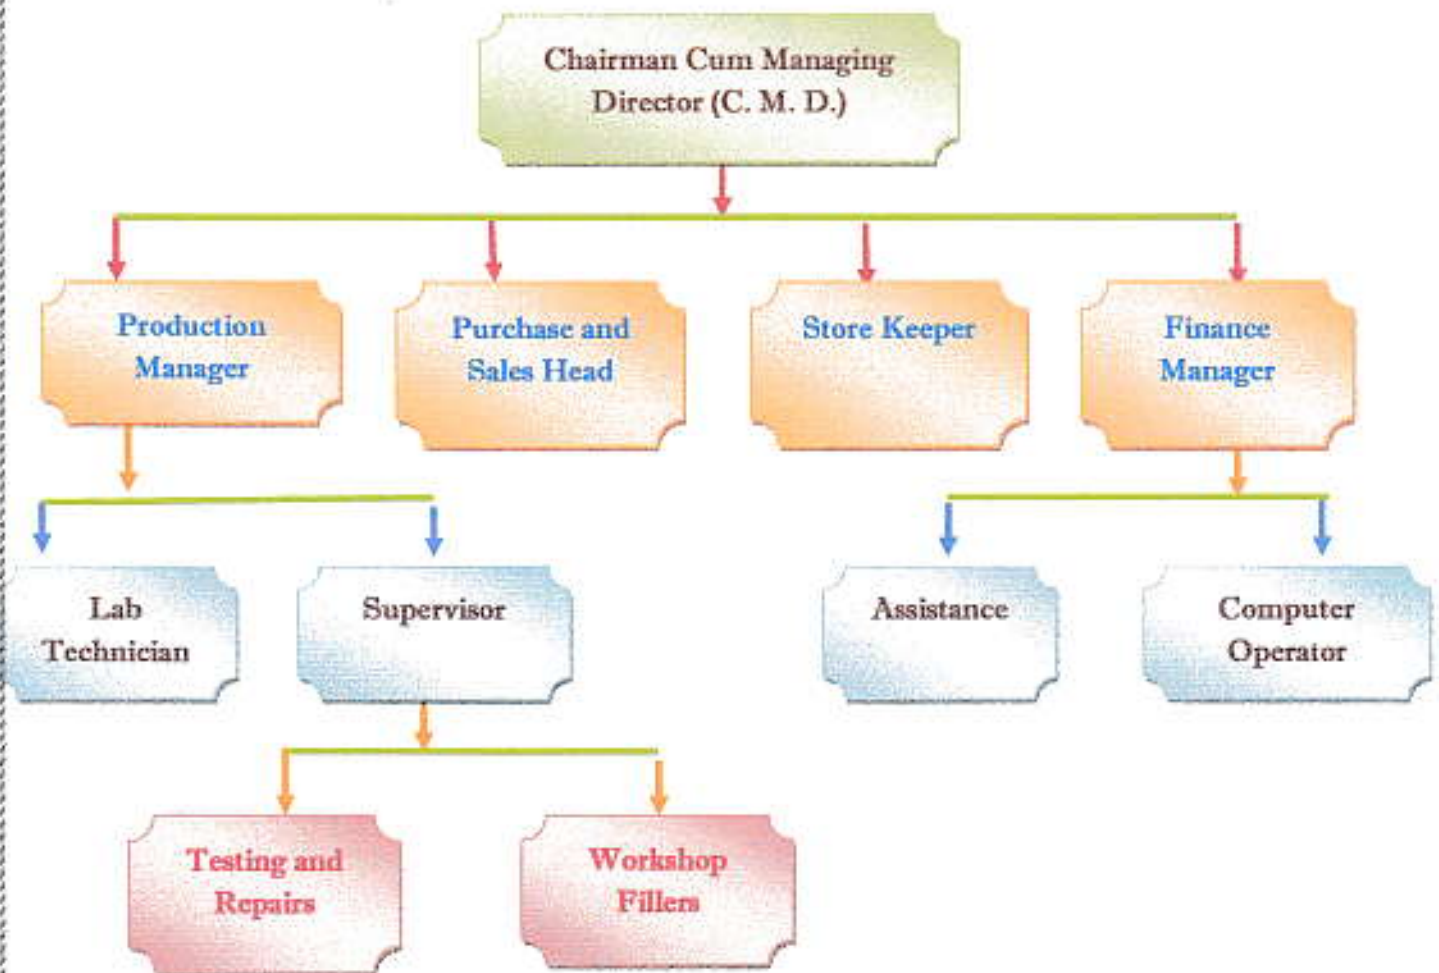 Chairman Cum Managing
Director (C. M. D.)
Production
Manager
Purchase and
Sales Head
Store Keeper
Finance
Manager
Lab
Technician
Supervisor
Assistance
Computer
Operator
Testing and
Repairs
Workshop
Fillers